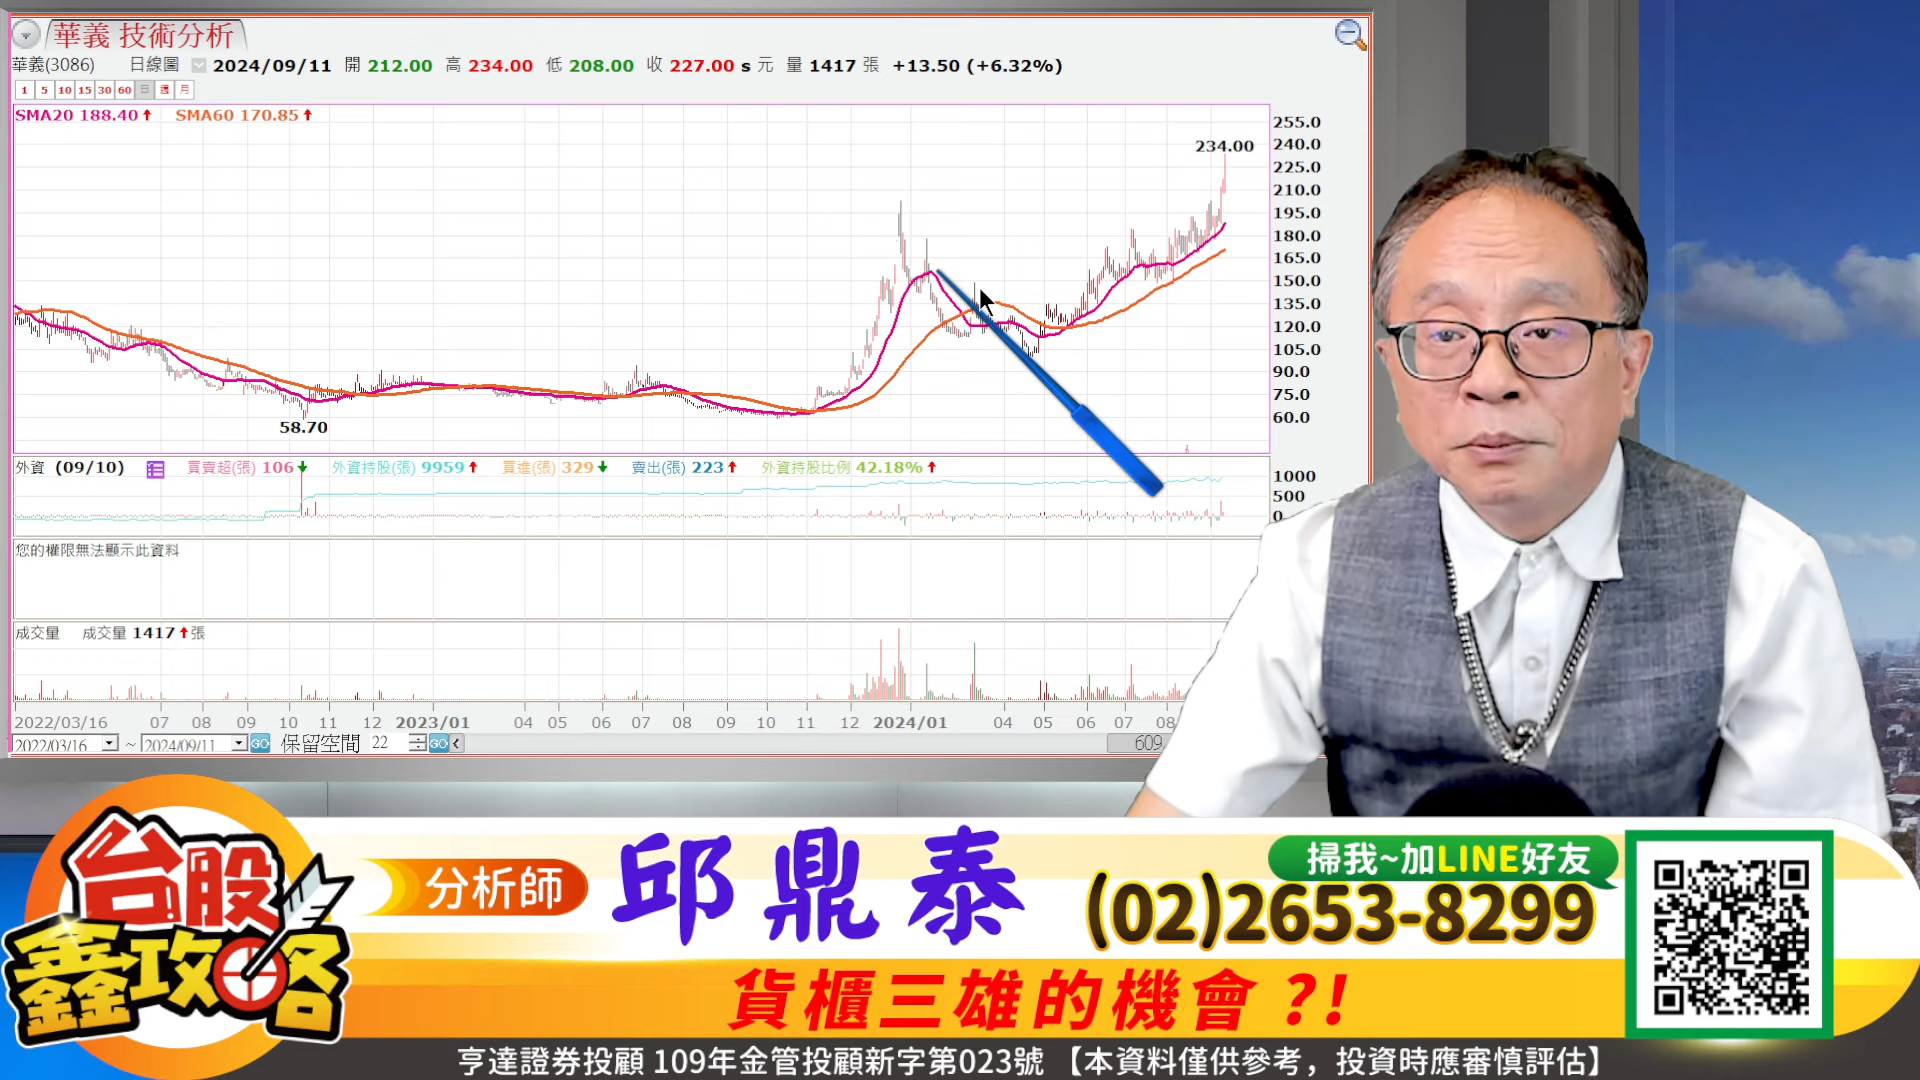 華義 技術分析
華義(3086) 日線圖 2024/09/11 開 212.00 高 234.00 低 208.00 收 227.00 s 元 量 1417 張 +13.50 (+6.32%)
1 5 10 15 30 60 日 週 月
SMA20 188.40 SMA60 170.85
255.0
240.0
225.0
210.0
195.0
180.0
165.0
150.0
135.0
120.0
105.0
90.0
75.0
60.0
234.00
58.70
外資 (09/10) 買賣超(張) 106 外資持股(張) 9959 買進(張) 329 賣出(張) 223 外資持股比例 42.18%
1000
500
0
您的權限無法顯示此資料
成交量 成交量 1417 張
2022/03/16 07 08 09 10 11 12 2023/01 04 05 06 07 08 09 10 11 12 2024/01 04 05 06 07 08
2022/03/16 ~ 2024/09/11 GO 保留空間 22 GO 609
台股
鑫攻略
分析師 邱鼎泰
掃我~加LINE好友
(02)2653-8299
貨櫃三雄的機會?!
亨達證券投顧 109年金管投顧新字第023號 【本資料僅供參考，投資時應審慎評估】